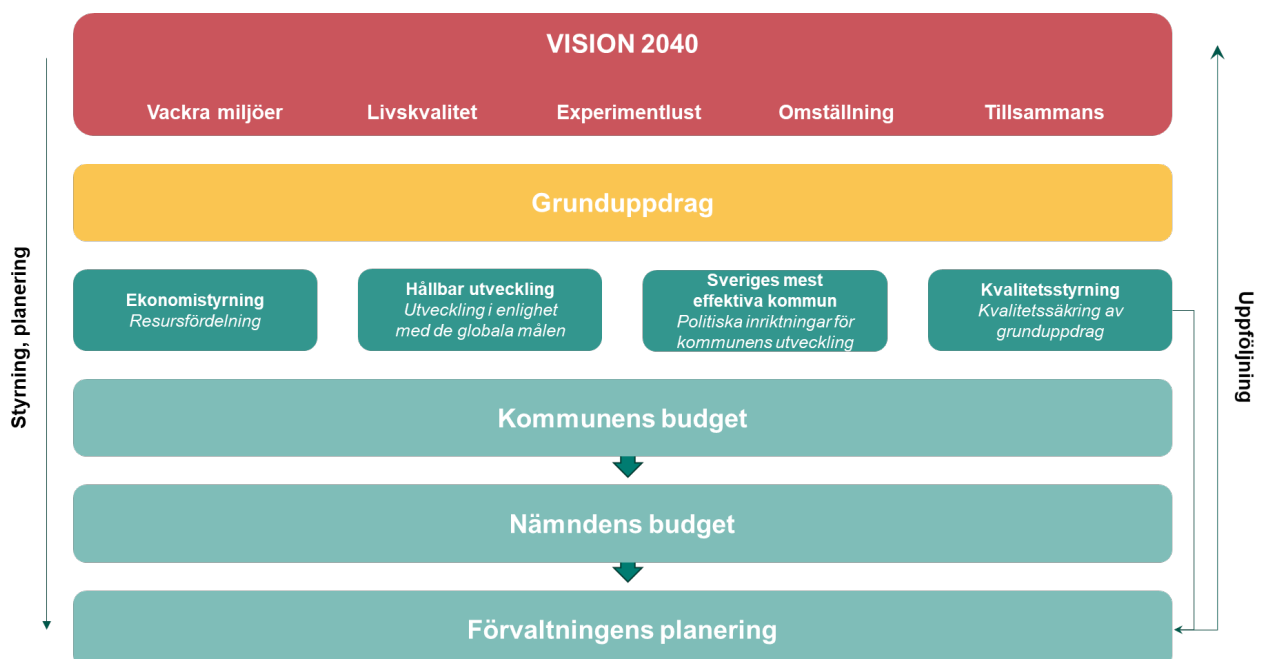 VISION 2040
Vackra miljöer
Livskvalitet
Experimentlust
Omställning
Tillsammans
Grunduppdrag
Ekonomistyrning
Resursfördelning
Hållbar utveckling
Utveckling i enlighet
med de globala målen
Sveriges mest
effektiva kommun
Politiska inriktningar för
kommunens utveckling
Kvalitetsstyrning
Kvalitetssäkring av
grunduppdrag
Kommunens budget
Nämndens budget
Förvaltningens planering
Styrning, planering
Uppföljning